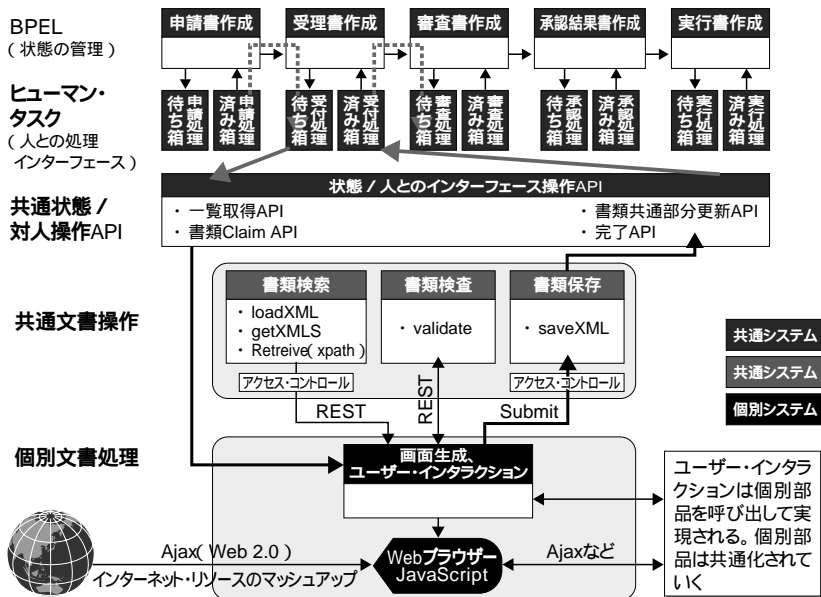 BPEL
(状態の管理)
申請書作成
受理書作成
審査書作成
承認結果書作成
実行書作成
ヒューマン・
タスク
(人との処理
インターフェース)
申請処理
待ち箱
申請処理
済み箱
受付処理
待ち箱
受付処理
済み箱
審査処理
待ち箱
審査処理
済み箱
承認処理
待ち箱
承認処理
済み箱
実行処理
待ち箱
実行処理
済み箱
共通状態/
対人操作API
状態/人とのインターフェース操作API
・一覧取得API
・書類Claim API
・書類共通部分更新API
・完了API
共通文書操作
書類検索
・loadXML
・getXMLS
・Retreive(xpath)
アクセス・コントロール
書類検査
・validate
書類保存
・saveXML
アクセス・コントロール
共通システム
共通システム
個別システム
REST
REST
Submit
個別文書処理
画面生成、
ユーザー・インタラクション
ユーザー・インタラ
クションは個別部
品を呼び出して実
現される。個別部
品は共通化されて
いく
Ajax(Web 2.0)
インターネット・リソースのマッシュアップ
Webブラウザー
JavaScript
Ajaxなど